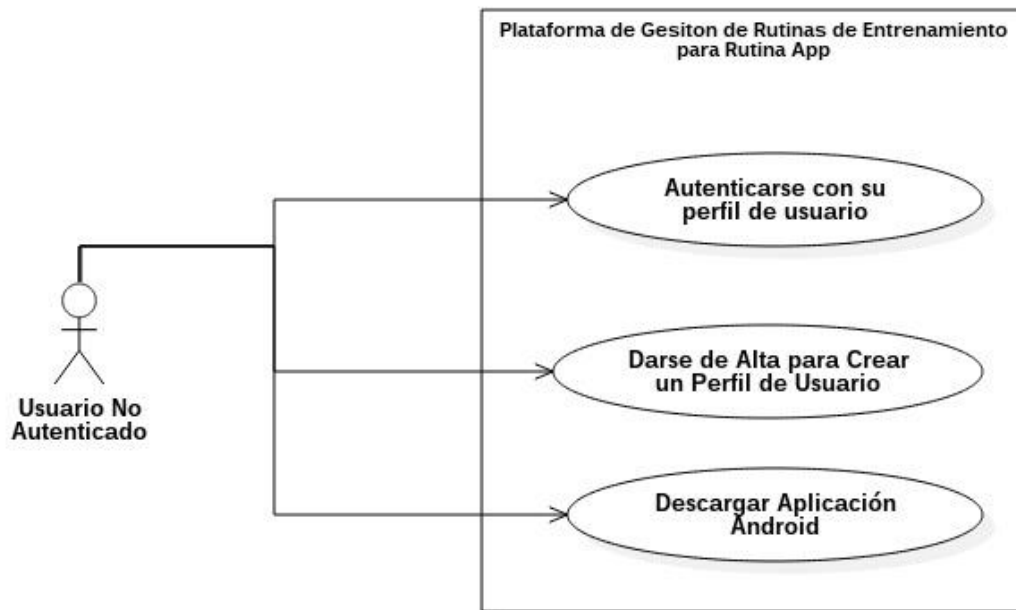 Plataforma de Gesiton de Rutinas de Entrenamiento
para Rutina App
Autenticarse con su
perfil de usuario
Darse de Alta para Crear
un Perfil de Usuario
Usuario No
Autenticado
Descargar Aplicación
Android